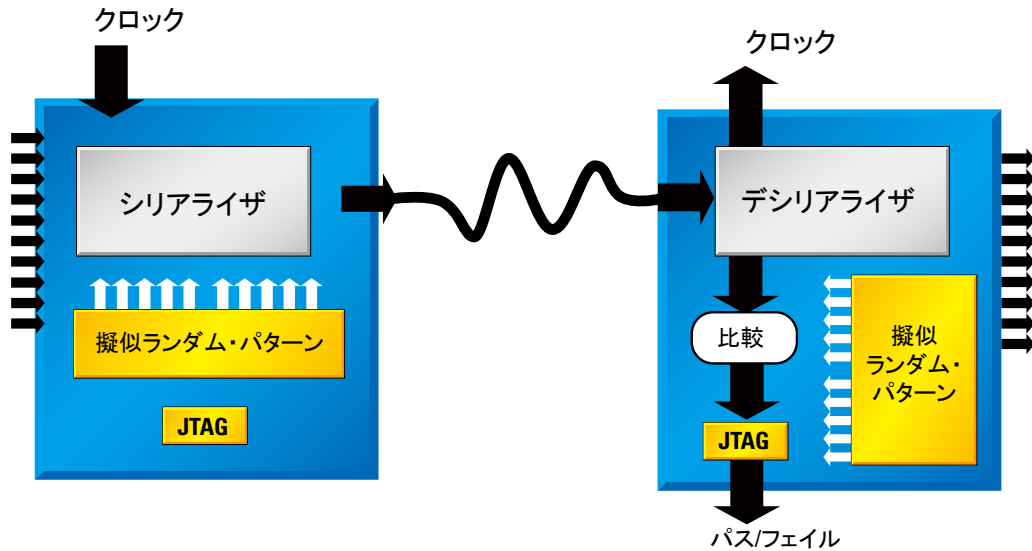 クロック
シリアライザ
擬似ランダム・パターン
JTAG
クロック
デシリアライザ
比較
擬似
ランダム・
パターン
JTAG
パス/フェイル